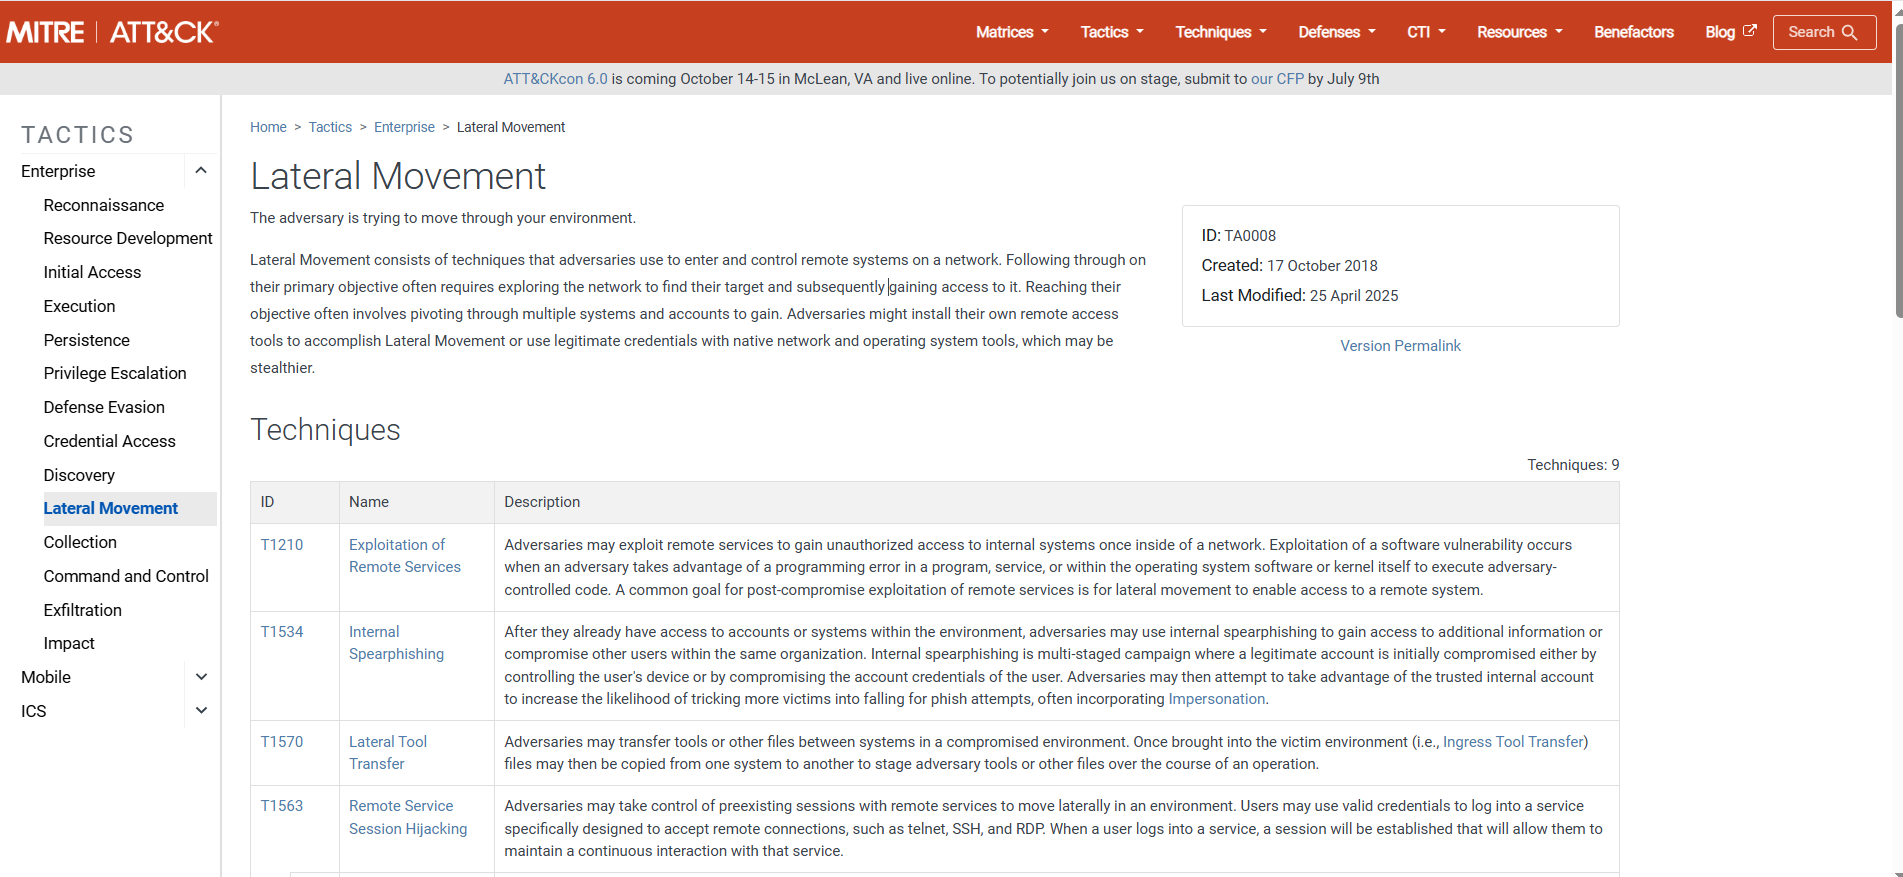 MITRE | ATT&CK®
Matrices
Tactics
Techniques
Defenses
CTI
Resources
Benefactors
Blog
Search
ATT&CKcon 6.0 is coming October 14-15 in McLean, VA and live online. To potentially join us on stage, submit to our CFP by July 9th
TACTICS
Enterprise
Reconnaissance
Resource Development
Initial Access
Execution
Persistence
Privilege Escalation
Defense Evasion
Credential Access
Discovery
Lateral Movement
Collection
Command and Control
Exfiltration
Impact
Mobile
ICS
Home > Tactics > Enterprise > Lateral Movement
Lateral Movement
The adversary is trying to move through your environment.
Lateral Movement consists of techniques that adversaries use to enter and control remote systems on a network. Following through on
their primary objective often requires exploring the network to find their target and subsequently gaining access to it. Reaching their
objective often involves pivoting through multiple systems and accounts to gain. Adversaries might install their own remote access
tools to accomplish Lateral Movement or use legitimate credentials with native network and operating system tools, which may be
stealthier.
ID: TA0008
Created: 17 October 2018
Last Modified: 25 April 2025
Version Permalink
Techniques
Techniques: 9
ID
Name
Description
T1210
Exploitation of
Remote Services
Adversaries may exploit remote services to gain unauthorized access to internal systems once inside of a network. Exploitation of a software vulnerability occurs
when an adversary takes advantage of a programming error in a program, service, or within the operating system software or kernel itself to execute adversary-
controlled code. A common goal for post-compromise exploitation of remote services is for lateral movement to enable access to a remote system.
T1534
Internal
Spearphishing
After they already have access to accounts or systems within the environment, adversaries may use internal spearphishing to gain access to additional information or
compromise other users within the same organization. Internal spearphishing is multi-staged campaign where a legitimate account is initially compromised either by
controlling the user's device or by compromising the account credentials of the user. Adversaries may then attempt to take advantage of the trusted internal account
to increase the likelihood of tricking more victims into falling for phish attempts, often incorporating Impersonation.
T1570
Lateral Tool
Transfer
Adversaries may transfer tools or other files between systems in a compromised environment. Once brought into the victim environment (i.e., Ingress Tool Transfer)
files may then be copied from one system to another to stage adversary tools or other files over the course of an operation.
T1563
Remote Service
Session Hijacking
Adversaries may take control of preexisting sessions with remote services to move laterally in an environment. Users may use valid credentials to log into a service
specifically designed to accept remote connections, such as telnet, SSH, and RDP. When a user logs into a service, a session will be established that will allow them to
maintain a continuous interaction with that service.